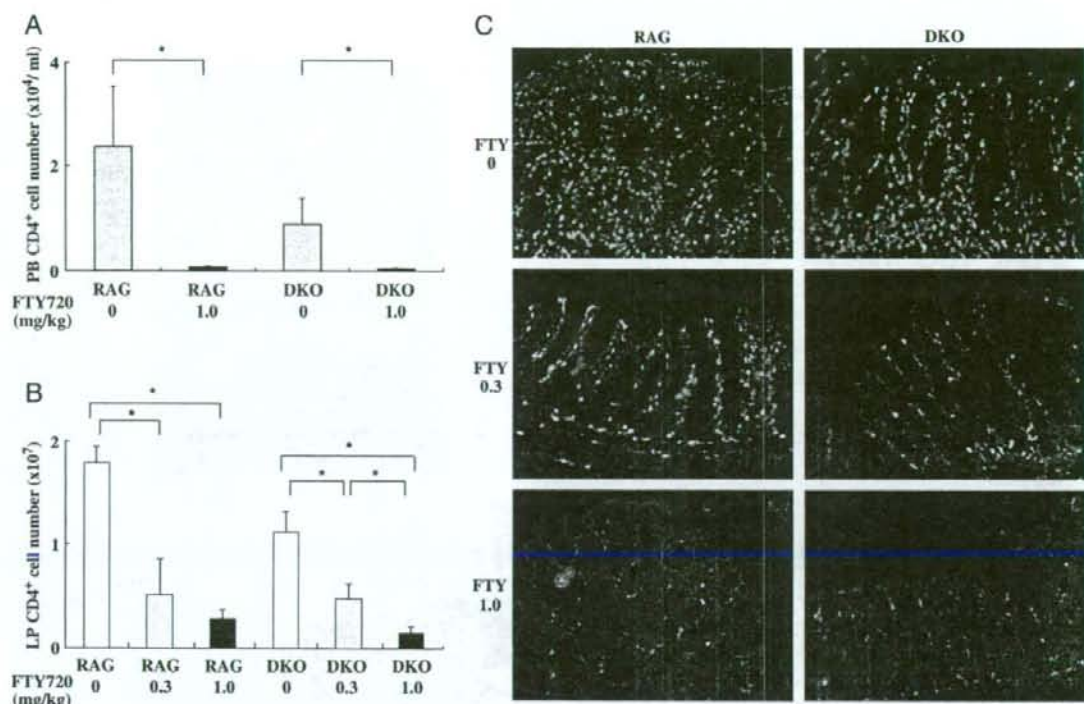 A
PB CD4+ cell number (x10⁴/ ml)
4
2
0
*
*
RAG RAG DKO DKO
FTY720 0 1.0 0 1.0
(mg/kg)
B
LP CD4+ cell number (x10⁷)
2
1
0
*
*
*
*
*
RAG RAG RAG DKO DKO DKO
FTY720 0 0.3 1.0 0 0.3 1.0
(mg/kg)
C
RAG DKO
FTY
0
FTY
0.3
FTY
1.0